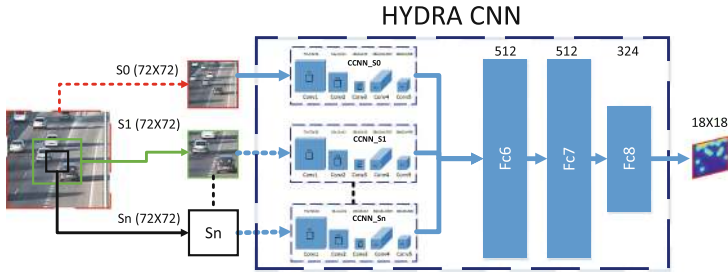 HYDRA CNN
S0 (72X72)
S1 (72X72)
Sn (72X72)
Sn
CCNN_S0
Conv1 Conv2 Conv3 Conv4 Conv5
CCNN_S1
Conv1 Conv2 Conv3 Conv4 Conv5
CCNN_Sn
Conv1 Conv2 Conv3 Conv4 Conv5
512 512 324
Fc6 Fc7 Fc8
18X18